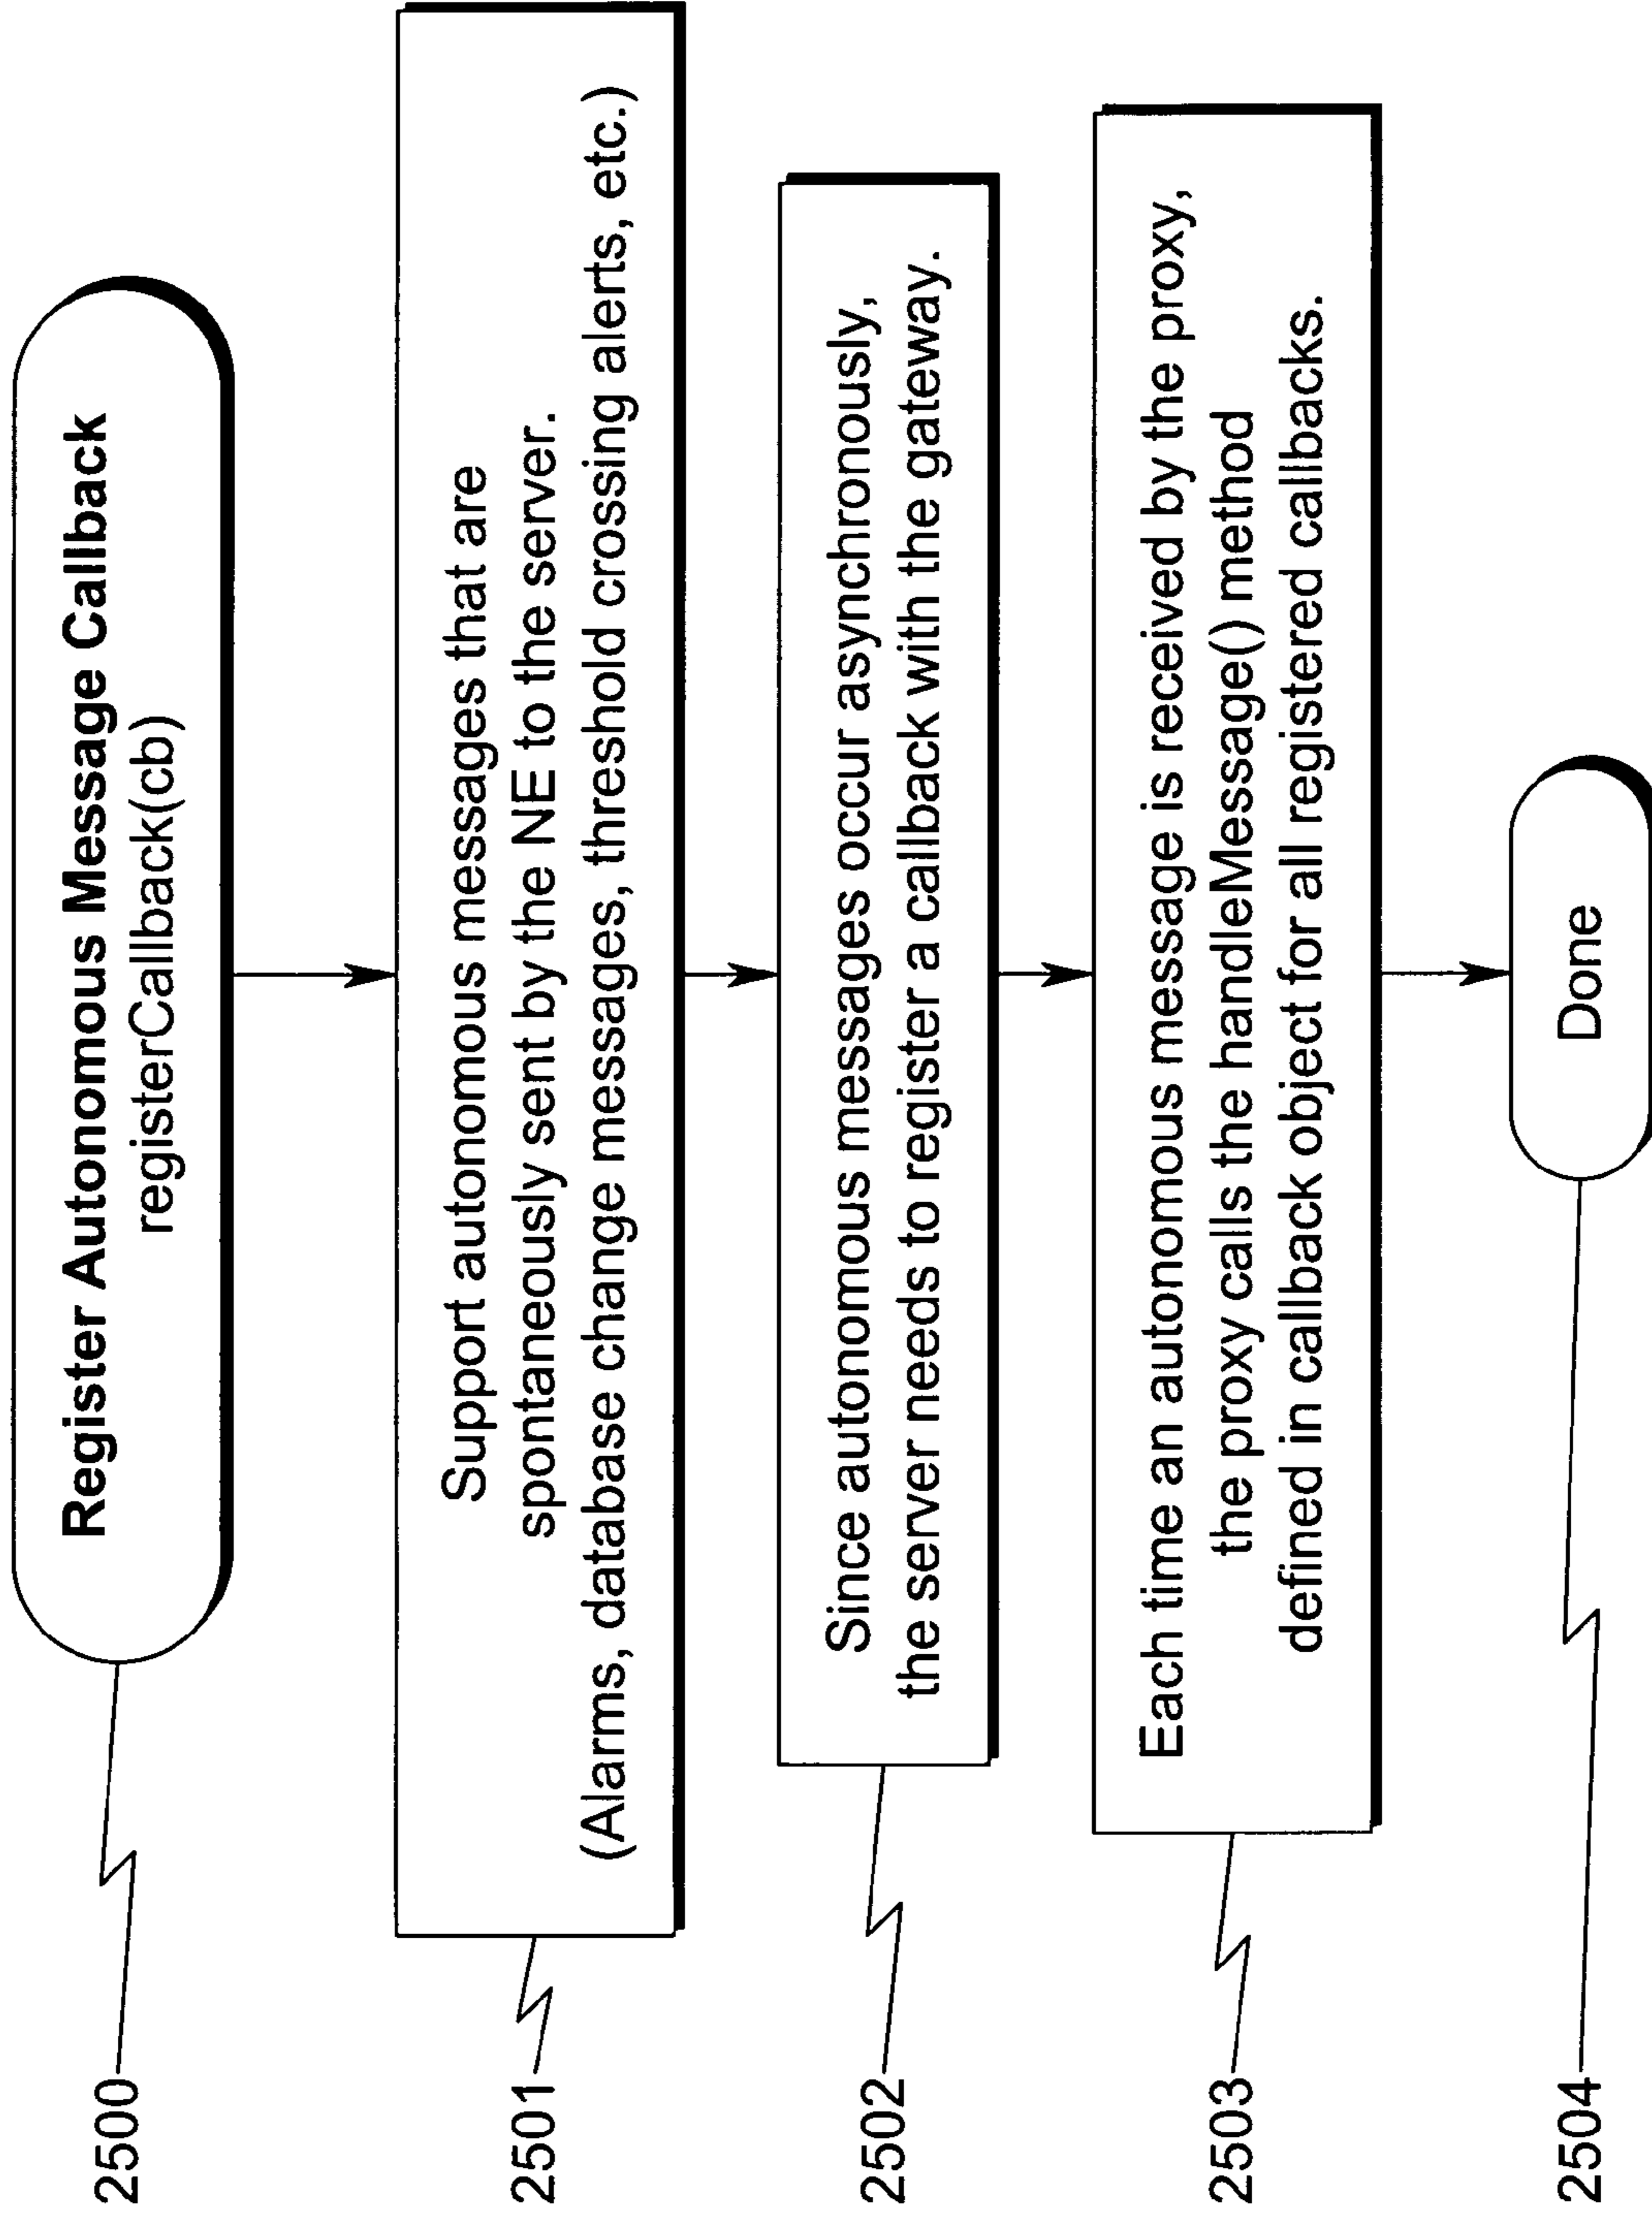 2500
Register Autonomous Message Callback
registerCallback(cb)
2501
Support autonomous messages that are
spontaneously sent by the NE to the server.
(Alarms, database change messages, threshold crossing alerts, etc.)
2502
Since autonomous messages occur asynchronously,
the server needs to register a callback with the gateway.
2503
Each time an autonomous message is received by the proxy,
the proxy calls the handleMessage() method
defined in callback object for all registered callbacks.
2504
Done